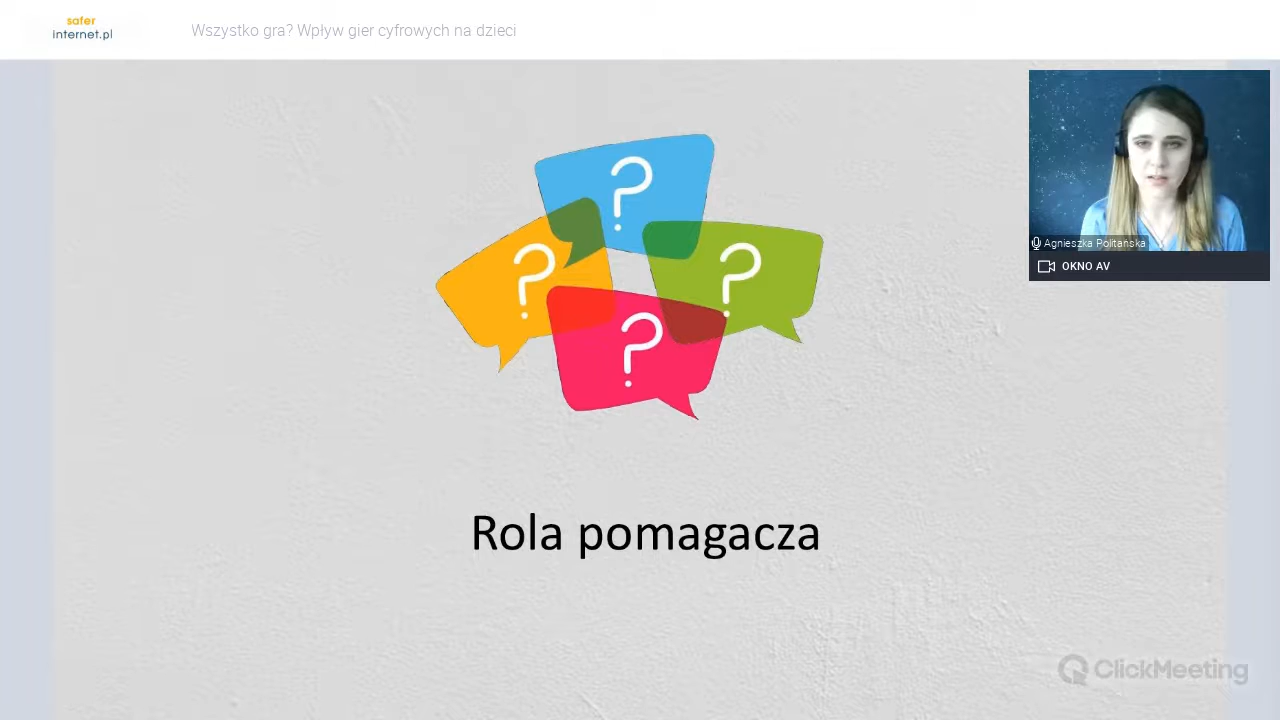 safer
internet.pl
Wszystko gra? Wpływ gier cyfrowych na dzieci
? ? ? ?
Agnieszka Politańska
OKNO AV
Rola pomagacza
ClickMeeting